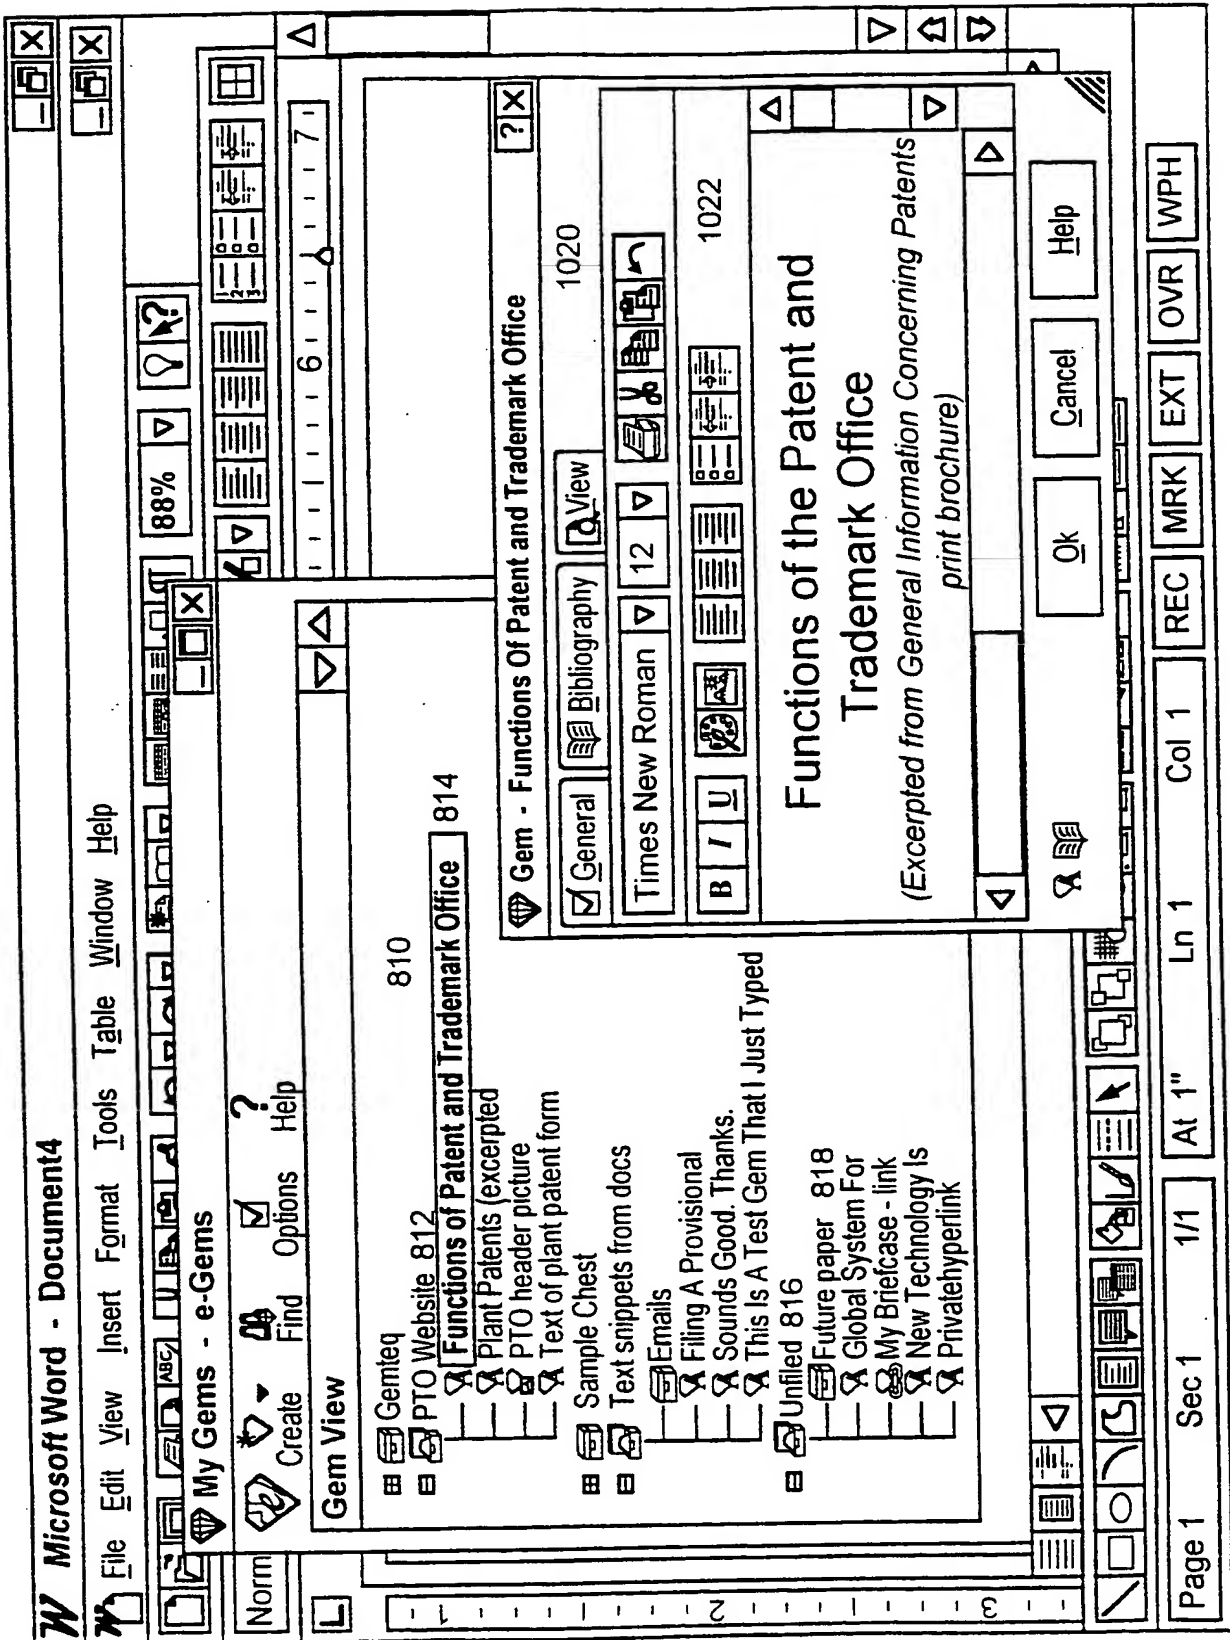 W Microsoft Word - Document4
W File Edit View Insert Format Tools Table Window Help
ABC
88%
Norm
L
6 7
My Gems - e-Gems
Create Find Options Help
Gem View
Gemteq 810
PTO Website 812
Functions of Patent and Trademark Office 814
Plant Patents (excerpted
PTO header picture
Text of plant patent form
Sample Chest
Text snippets from docs
Emails
Filing A Provisional
Sounds Good. Thanks.
This Is A Test Gem That I Just Typed
Unfiled 816
Future paper 818
Global System For
My Briefcase - link
New Technology Is
Privatehyperlink
Gem - Functions Of Patent and Trademark Office
General Bibliography View 1020
Times New Roman 12
B I U 1022
Functions of the Patent and
Trademark Office
(Excerpted from General Information Concerning Patents
print brochure)
Ok Cancel Help
1
2
3
Page 1 Sec 1 1/1 At 1" Ln 1 Col 1 REC MRK EXT OVR WPH